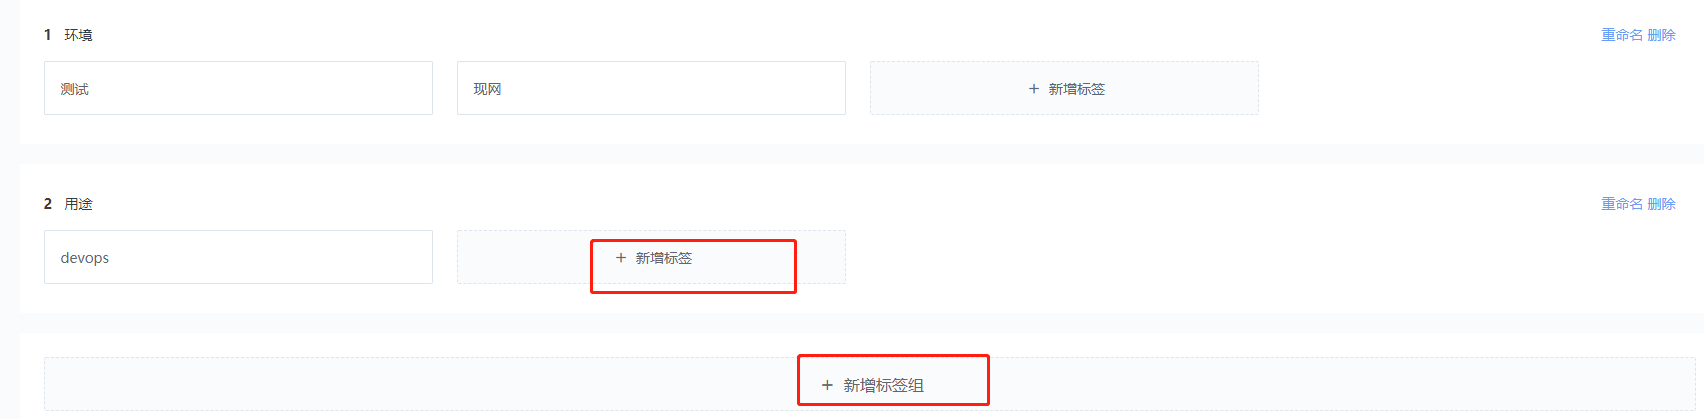 1 环境 重命名 删除
测试 现网 + 新增标签
2 用途 重命名 删除
devops + 新增标签
+ 新增标签组